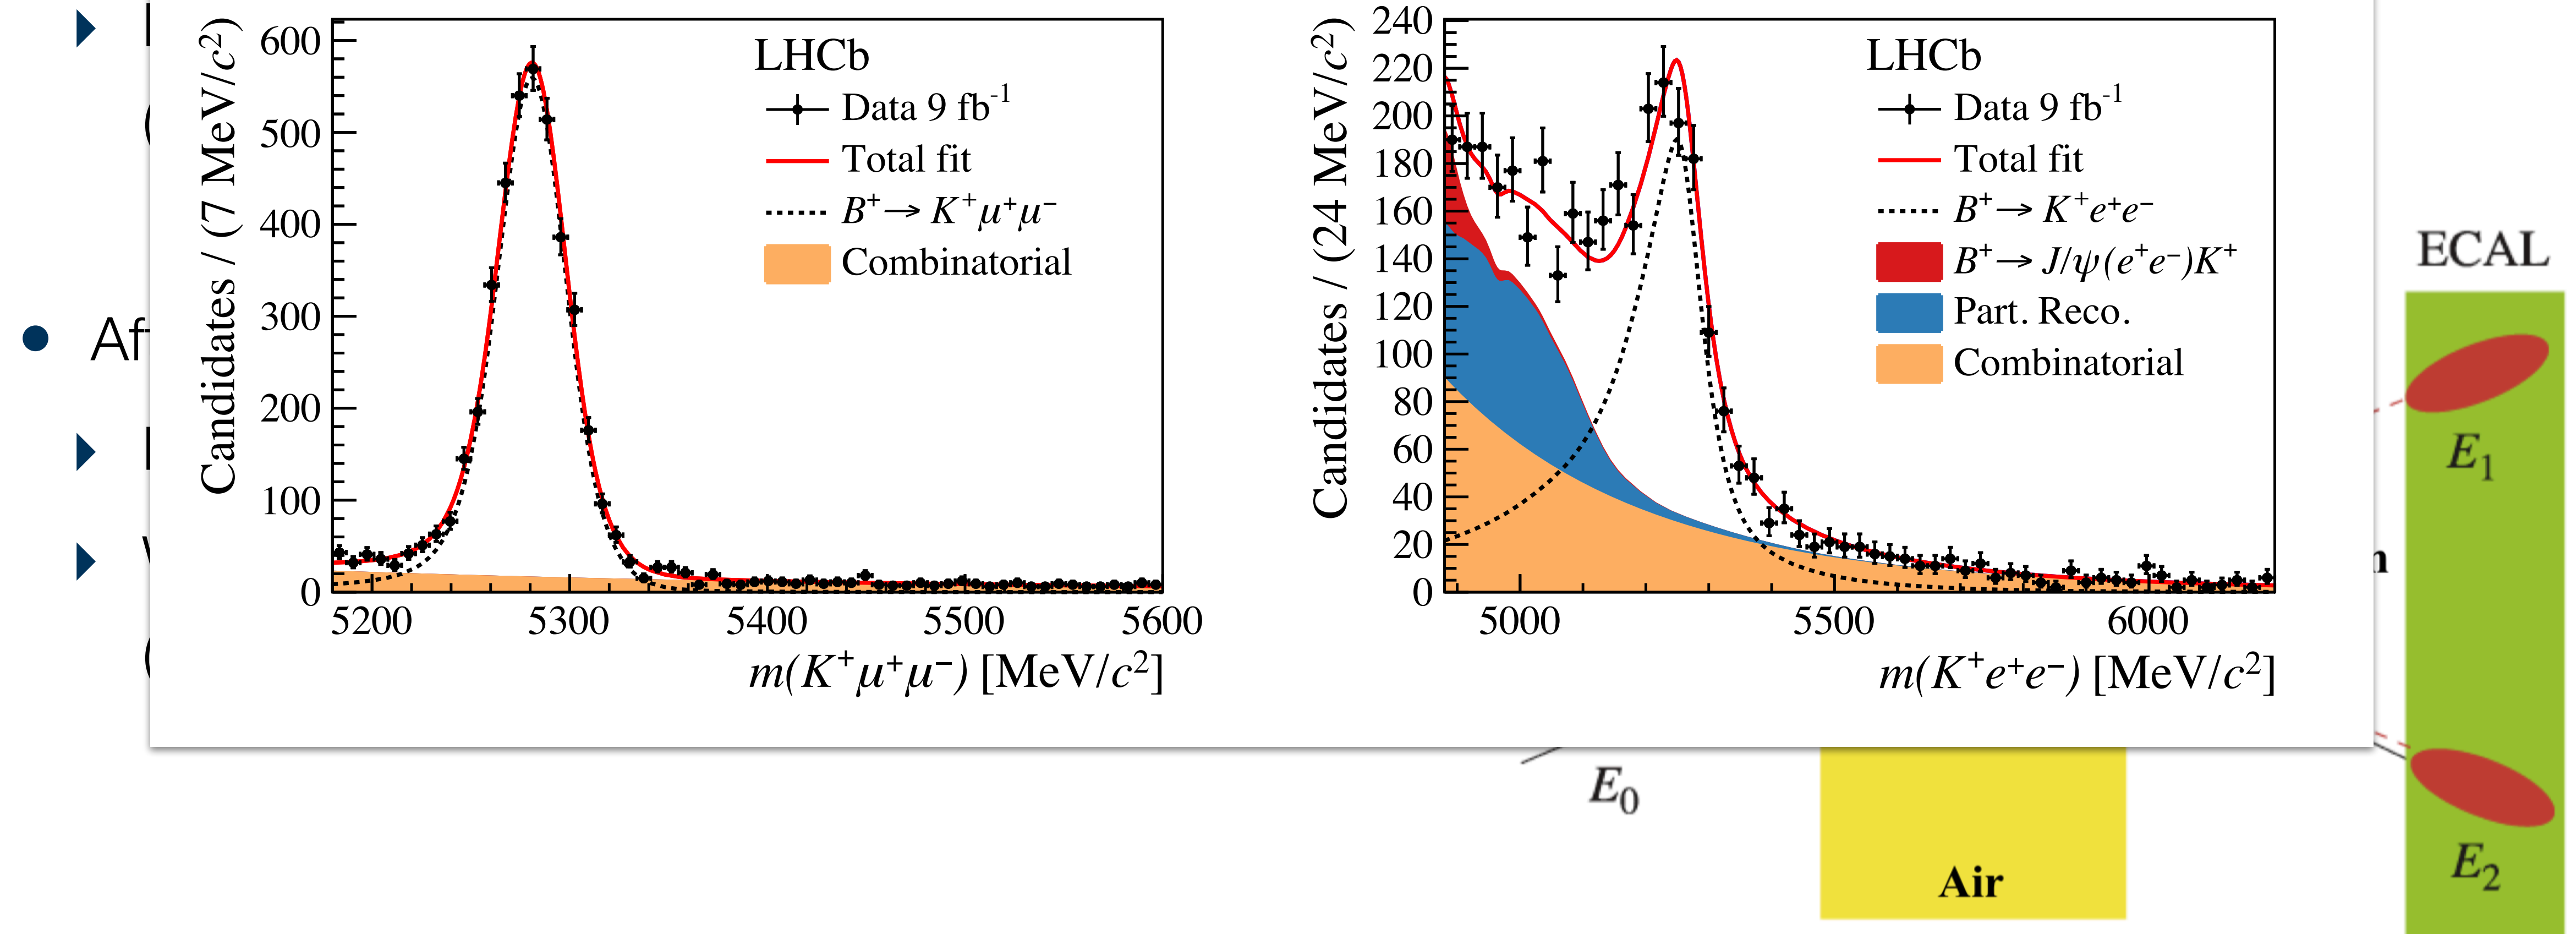 Candidates / (7 MeV/c²)
600
500
400
300
200
100
0
5200 5300 5400 5500 5600
m(K⁺μ⁺μ⁻) [MeV/c²]
LHCb
Data 9 fb⁻¹
Total fit
B⁺→ K⁺μ⁺μ⁻
Combinatorial
Candidates / (24 MeV/c²)
240
220
200
180
160
140
120
100
80
60
40
20
0
5000 5500 6000
m(K⁺e⁺e⁻) [MeV/c²]
LHCb
Data 9 fb⁻¹
Total fit
B⁺→ K⁺e⁺e⁻
B⁺→ J/ψ(e⁺e⁻)K⁺
Part. Reco.
Combinatorial
Af
ECAL
E₁
E₀
E₂
Air